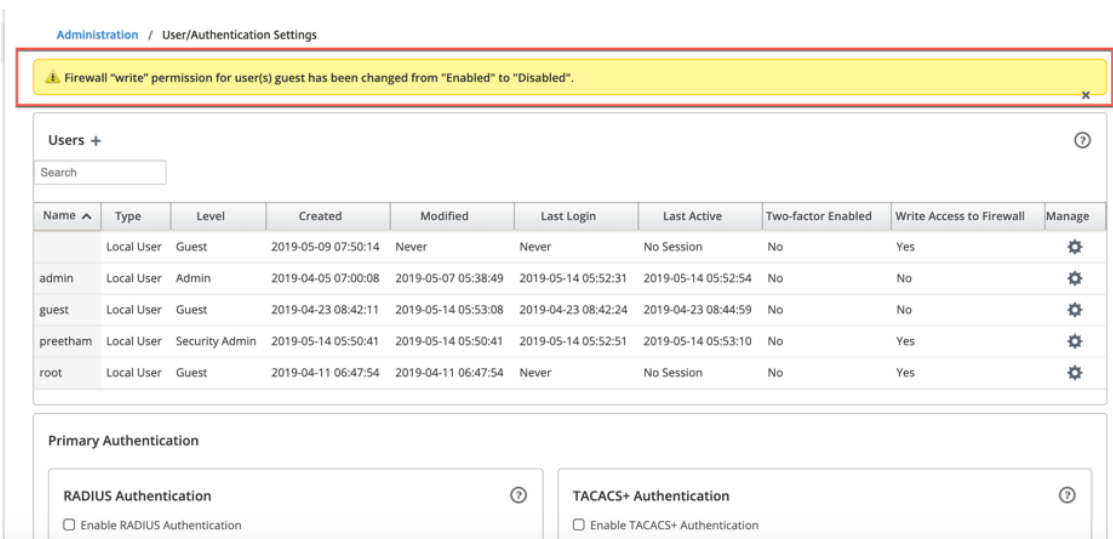 Administration / User/Authentication Settings
Firewall “write” permission for user(s) guest has been changed from "Enabled" to "Disabled".
Users +
Search
Name Type Level Created Modified Last Login Last Active Two-factor Enabled Write Access to Firewall Manage
Local User Guest 2019-05-09 07:50:14 Never Never No Session No Yes
admin Local User Admin 2019-04-05 07:00:08 2019-05-07 05:38:49 2019-05-14 05:52:31 2019-05-14 05:52:54 No No
guest Local User Guest 2019-04-23 08:42:11 2019-05-14 05:53:08 2019-04-23 08:42:24 2019-04-23 08:44:59 No No
preetham Local User Security Admin 2019-05-14 05:50:41 2019-05-14 05:50:41 2019-05-14 05:52:51 2019-05-14 05:53:10 No Yes
root Local User Guest 2019-04-11 06:47:54 2019-04-11 06:47:54 Never No Session No Yes
Primary Authentication
RADIUS Authentication TACACS+ Authentication
Enable RADIUS Authentication Enable TACACS+ Authentication